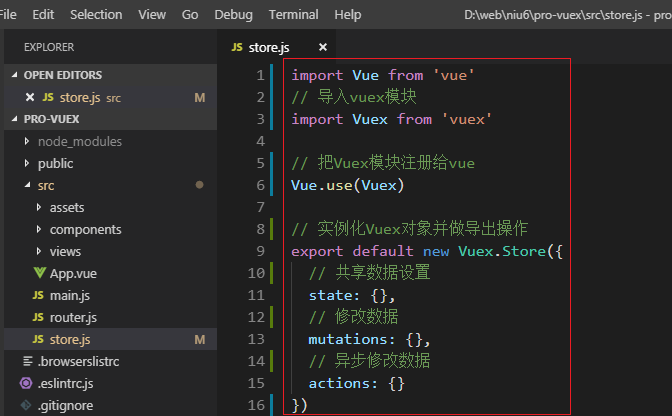 File Edit Selection View Go Debug Terminal Help D:\web\niu6\pro-vuex\src\store.js - pro
EXPLORER
OPEN EDITORS
JS store.js src M
PRO-VUEX
node_modules
public
src
assets
components
views
App.vue
JS main.js
JS router.js
JS store.js M
.browserslistrc
.eslintrc.js
.gitignore
JS store.js
1 import Vue from 'vue'
2 // 导入vuex模块
3 import Vuex from 'vuex'
4
5 // 把Vuex模块注册给vue
6 Vue.use(Vuex)
7
8 // 实例化Vuex对象并做导出操作
9 export default new Vuex.Store({
10 // 共享数据设置
11 state: {},
12 // 修改数据
13 mutations: {},
14 // 异步修改数据
15 actions: {}
16 })